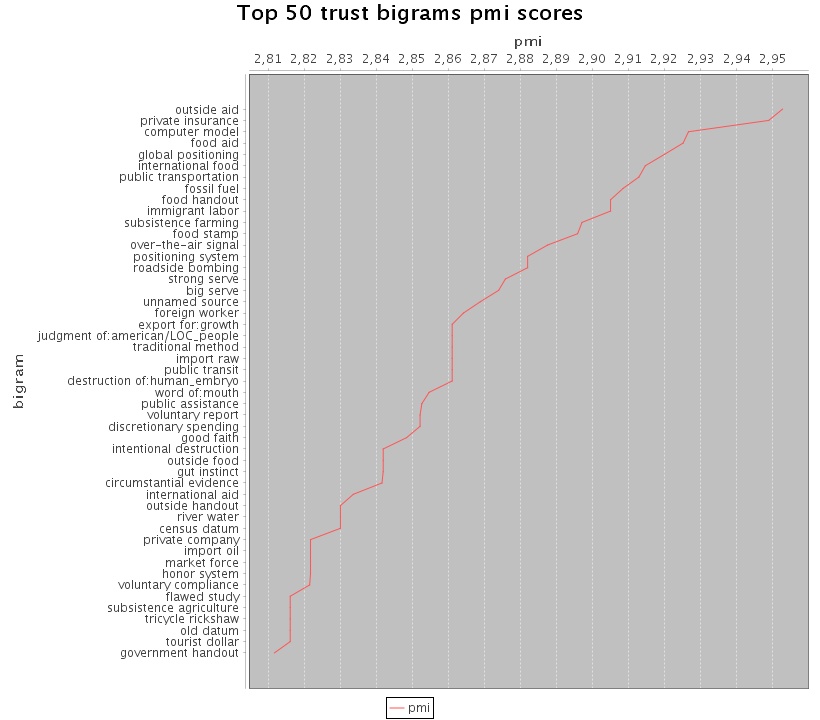 Top 50 trust bigrams pmi scores
pmi
2,81 2,82 2,83 2,84 2,85 2,86 2,87 2,88 2,89 2,90 2,91 2,92 2,93 2,94 2,95
bigram
outside aid
private insurance
computer model
food aid
global positioning
international food
public transportation
fossil fuel
food handout
immigrant labor
subsistence farming
food stamp
over-the-air signal
positioning system
roadside bombing
strong serve
big serve
unnamed source
foreign worker
export for:growth
judgment of:american/LOC_people
traditional method
import raw
public transit
destruction of:human_embryo
word of:mouth
public assistance
voluntary report
discretionary spending
good faith
intentional destruction
outside food
gut instinct
circumstantial evidence
international aid
outside handout
river water
census datum
private company
import oil
market force
honor system
voluntary compliance
flawed study
subsistence agriculture
tricycle rickshaw
old datum
tourist dollar
government handout
pmi